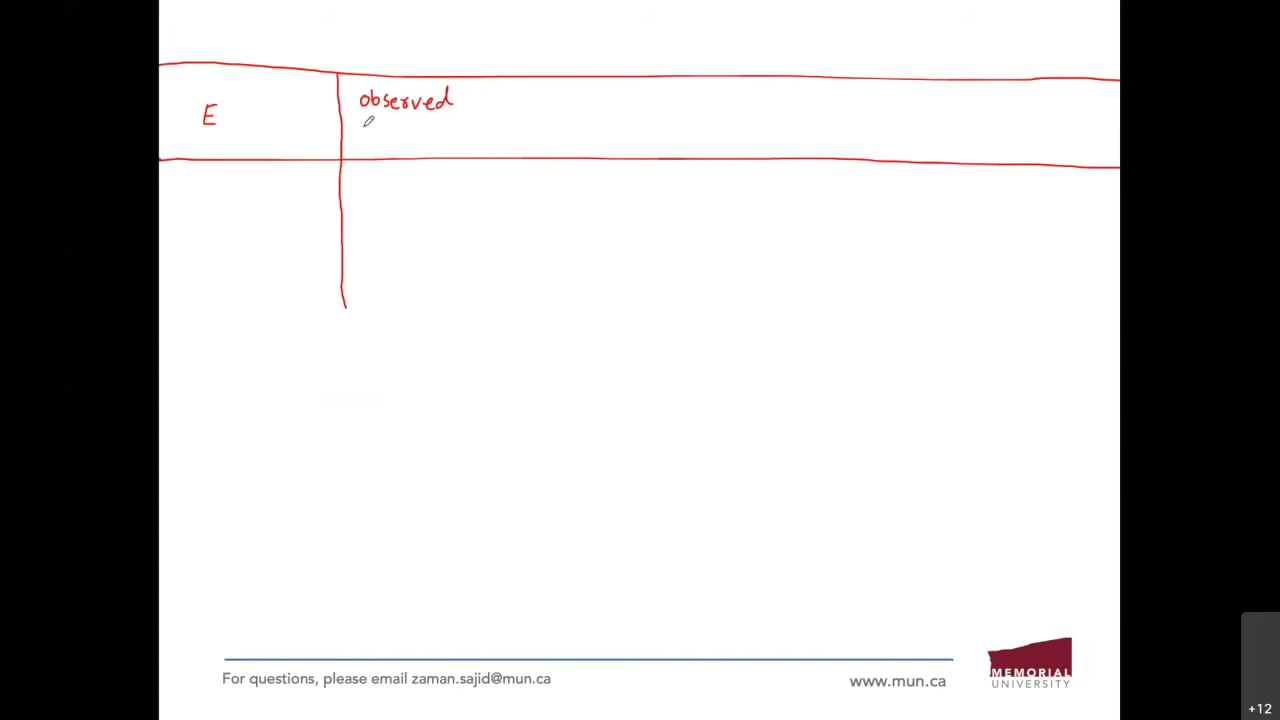 observed
E
For questions, please email zaman.sajid@mun.ca
www.mun.ca
MEMORIAL
UNIVERSITY
+12